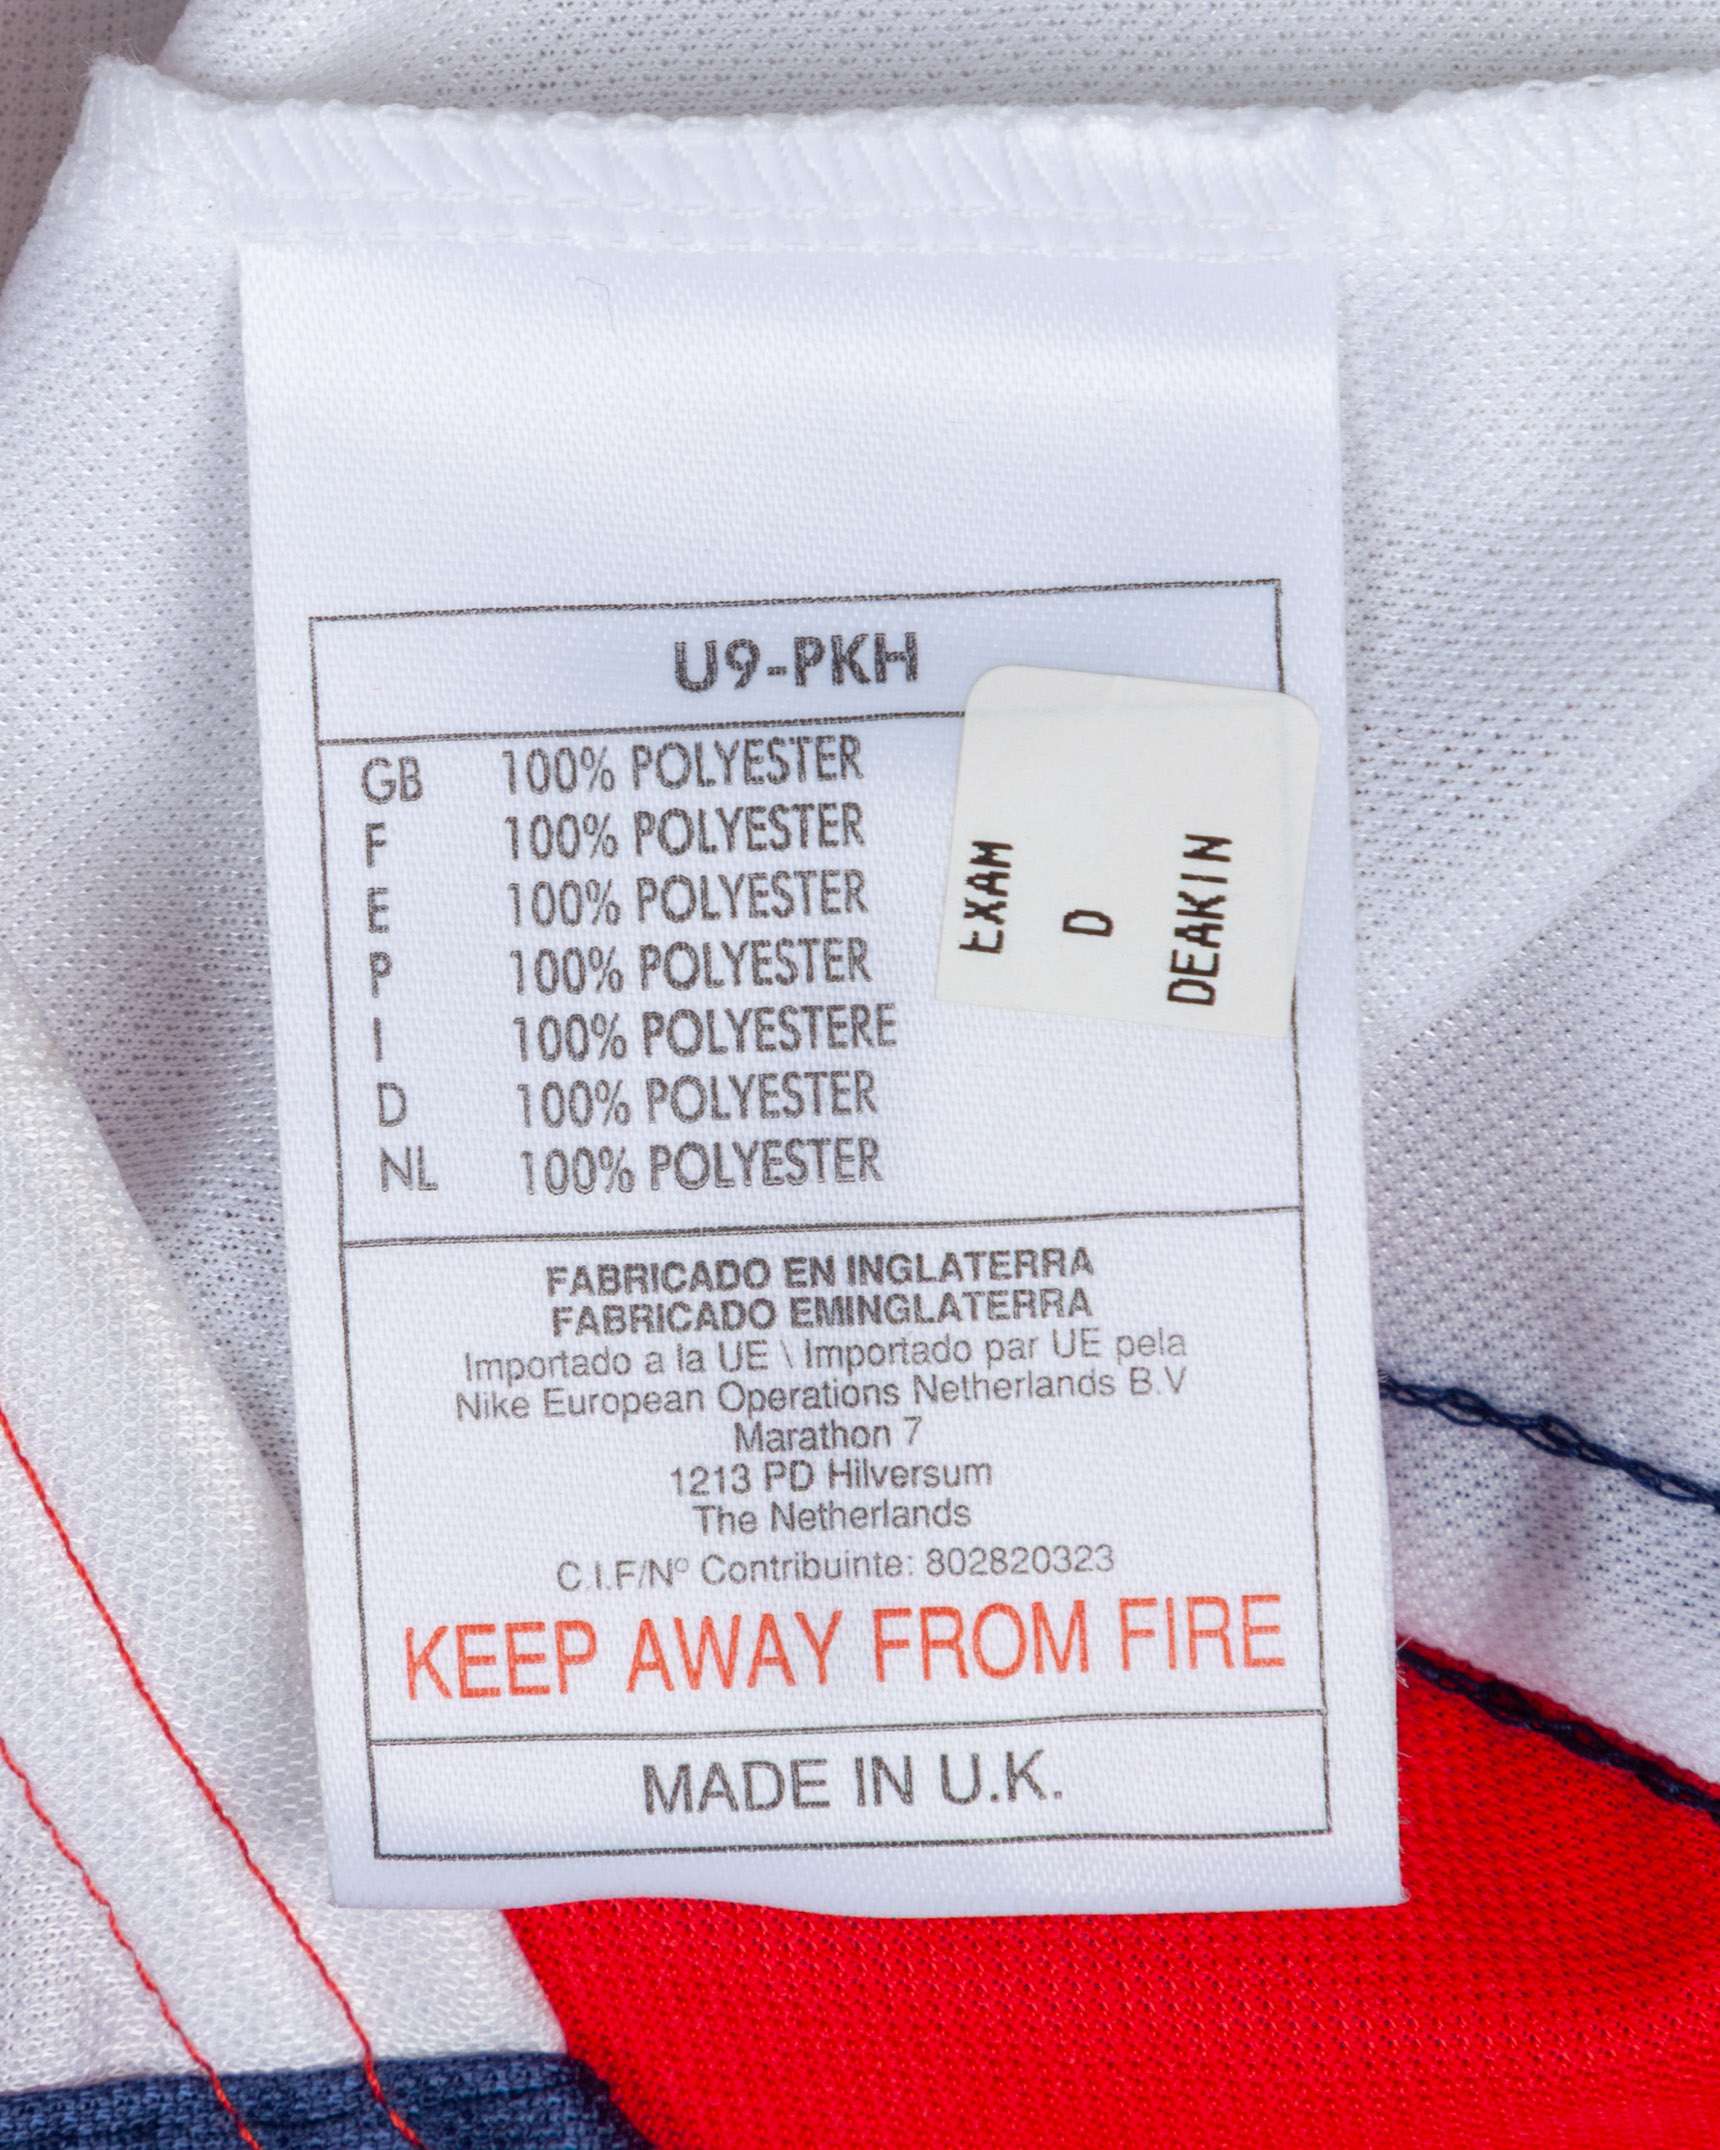 U9-PKH
GB 100% POLYESTER
F 100% POLYESTER
E 100% POLYESTER
P 100% POLYESTER
I 100% POLYESTERE
D 100% POLYESTER
NL 100% POLYESTER
EXAM
D
DEAKIN
FABRICADO EN INGLATERRA
FABRICADO EMINGLATERRA
Importado a la UE \ Importado par UE pela
Nike European Operations Netherlands B.V
Marathon 7
1213 PD Hilversum
The Netherlands
C.I.F/Nº Contribuinte: 802820323
KEEP AWAY FROM FIRE
MADE IN U.K.